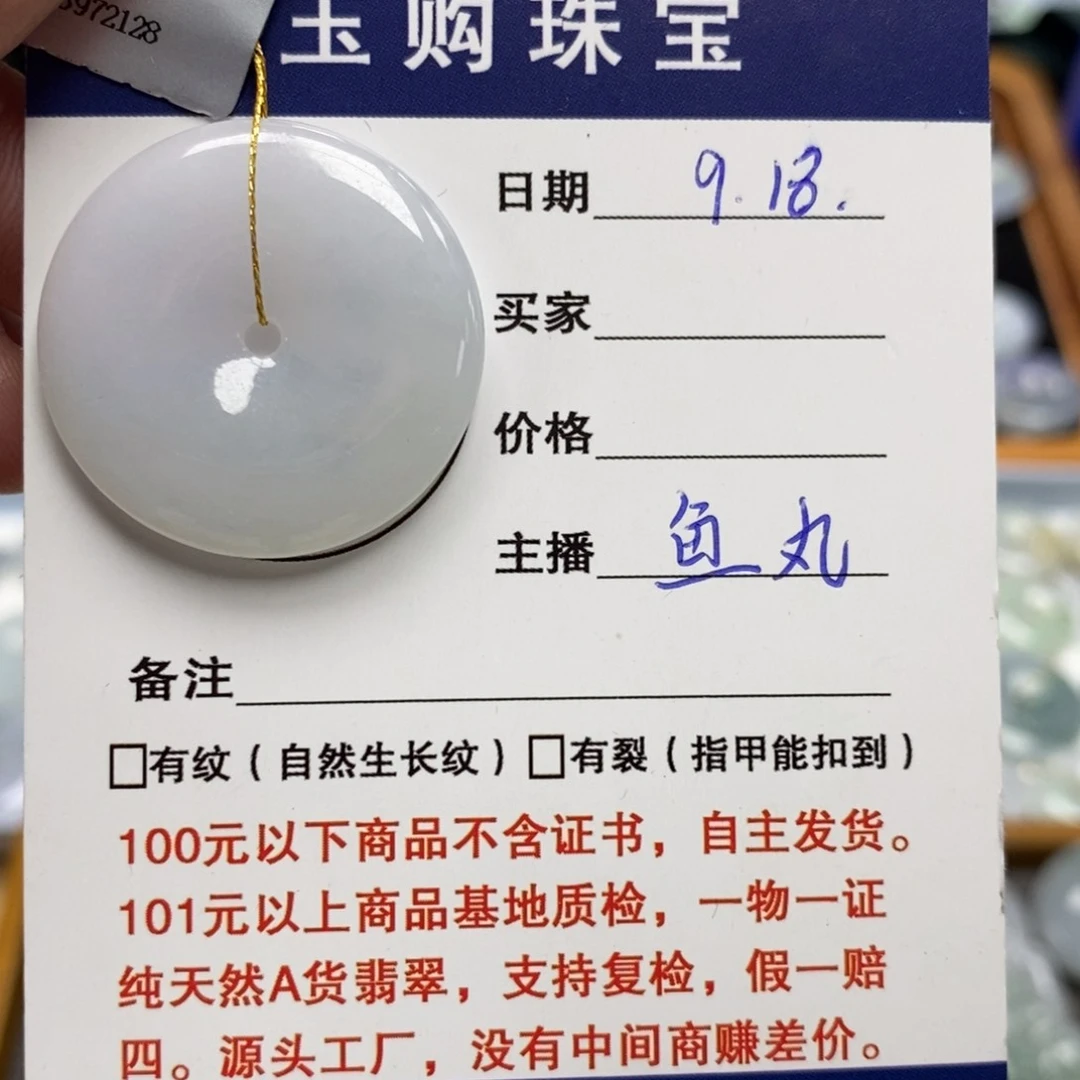 3972128
玉购珠宝
日期 9.18.
买家
价格
主播 鱼丸
备注
□有纹（自然生长纹）□有裂（指甲能扣到）
100元以下商品不含证书，自主发货。
101元以上商品基地质检，一物一证
纯天然A货翡翠，支持复检，假一赔
四。源头工厂，没有中间商赚差价。